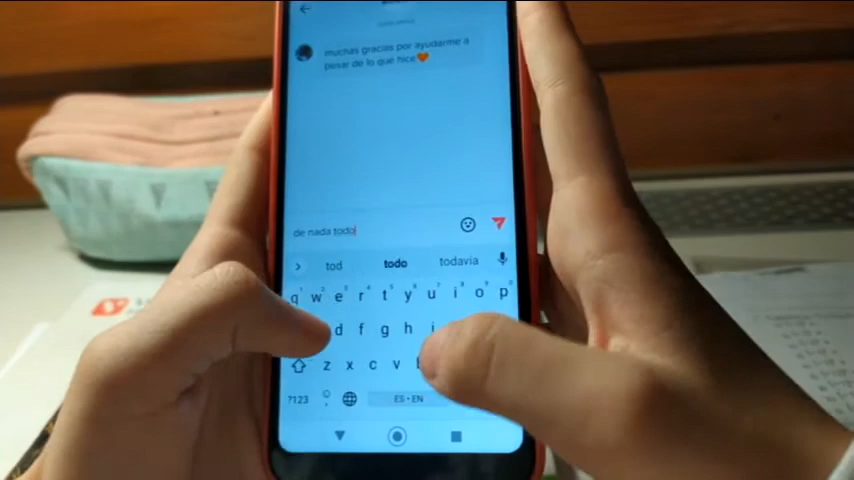 muchas gracias por ayudarme a
pesar de lo que hice🧡
de nada todo
tod todo todavia
q w e r t y u i o p
d f g h
z x c v
?123 ES • EN